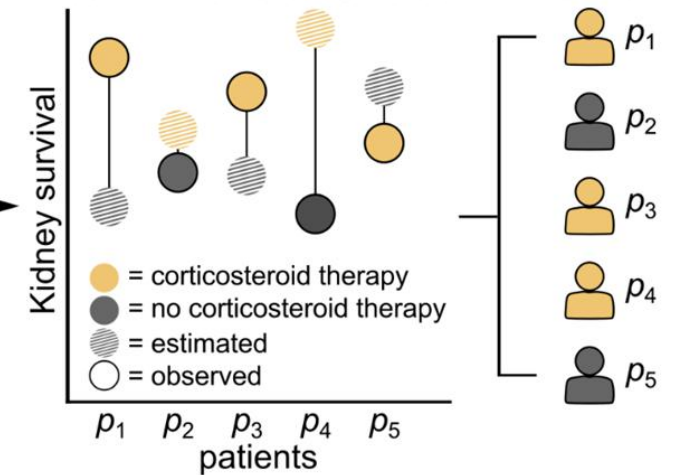 Kidney survival
= corticosteroid therapy
= no corticosteroid therapy
= estimated
= observed
p1 p2 p3 p4 p5
patients
p1
p2
p3
p4
p5